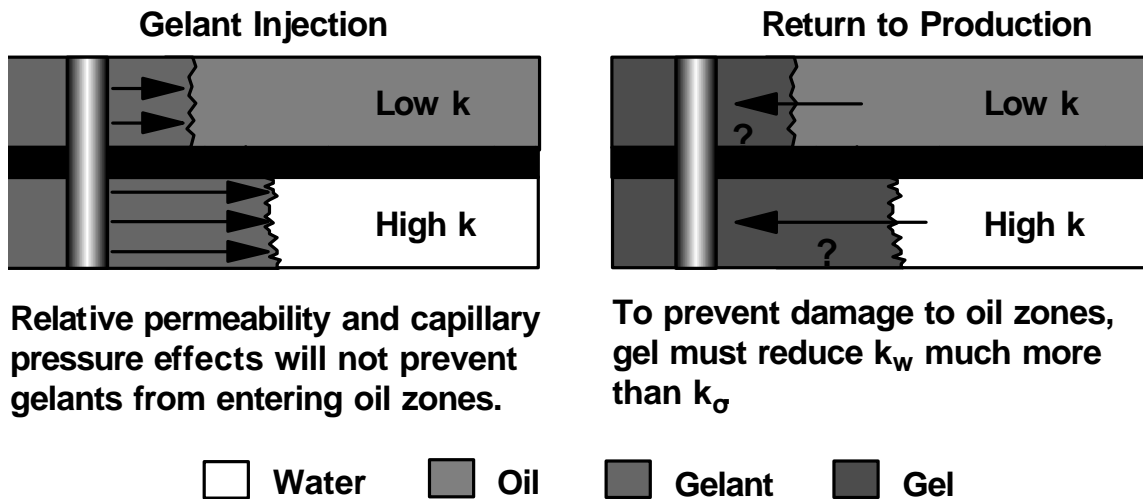 Gelant Injection
Return to Production
Low k
High k
Low k
?
High k
?
Relative permeability and capillary
pressure effects will not prevent
gelants from entering oil zones.
To prevent damage to oil zones,
gel must reduce kw much more
than kσ
Water
Oil
Gelant
Gel